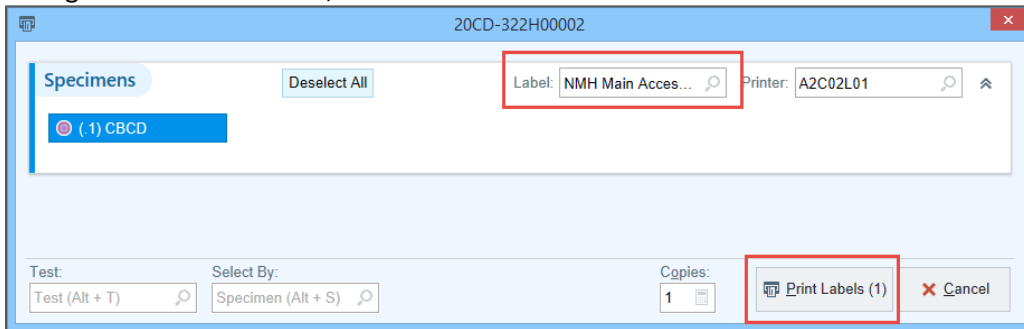 20CD-322H00002
Specimens Deselect All Label: NMH Main Acces... Printer: A2C02L01
(.1) CBCD
Test: Select By: Copies:
Test (Alt + T) Specimen (Alt + S) 1 Print Labels (1) Cancel